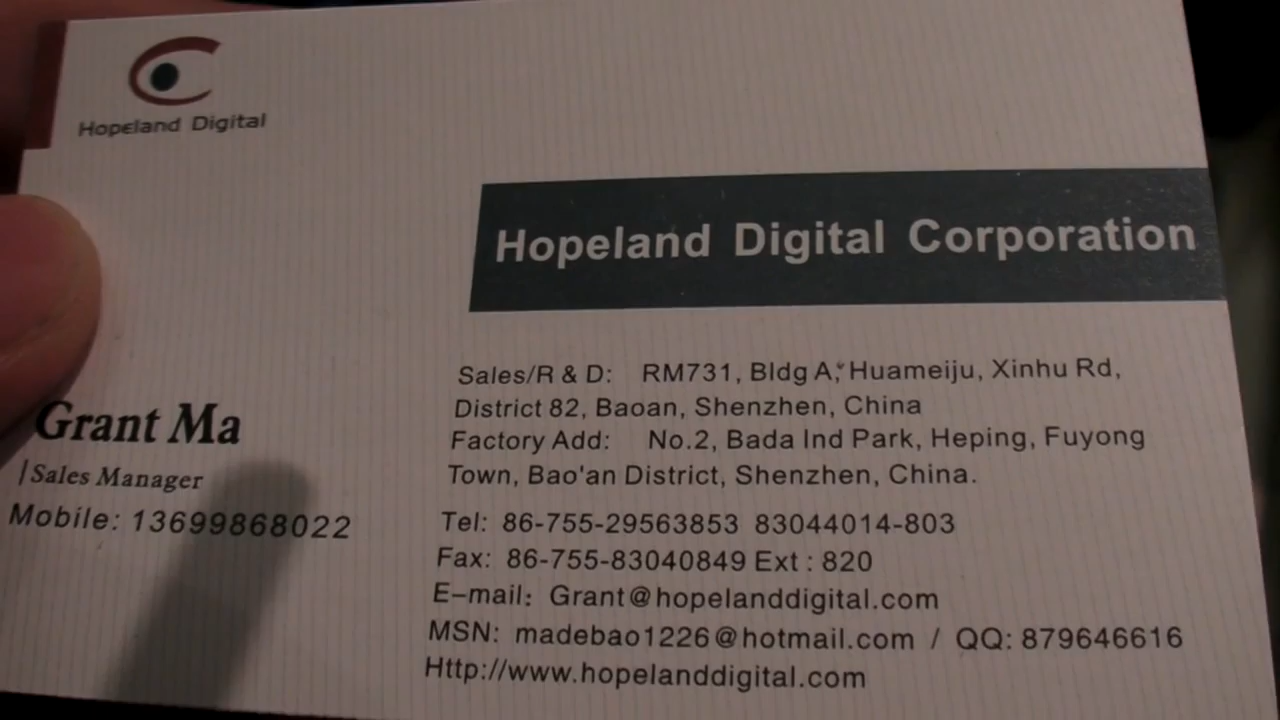 Hopeland Digital
Hopeland Digital Corporation
Grant Ma
|Sales Manager
Mobile: 13699868022
Sales/R & D: RM731, Bldg A, Huameiju, Xinhu Rd,
District 82, Baoan, Shenzhen, China
Factory Add: No.2, Bada Ind Park, Heping, Fuyong
Town, Bao'an District, Shenzhen, China.
Tel: 86-755-29563853 83044014-803
Fax: 86-755-83040849 Ext : 820
E-mail: Grant@hopelanddigital.com
MSN: madebao1226@hotmail.com / QQ: 879646616
Http://www.hopelanddigital.com